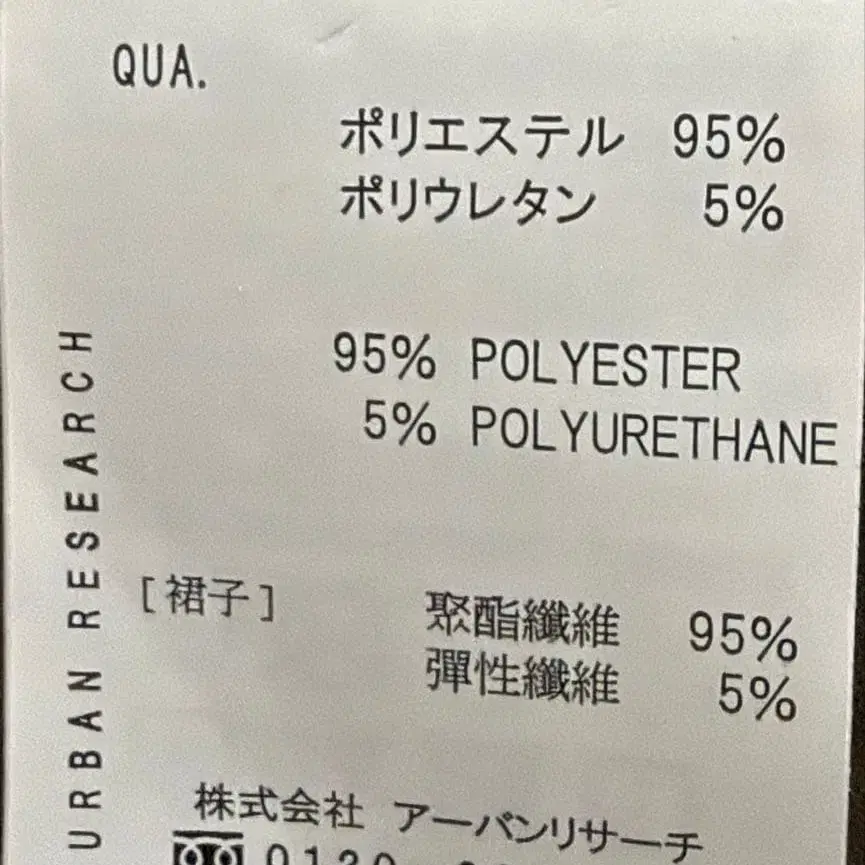 QUA.
ポリエステル 95%
ポリウレタン 5%
95% POLYESTER
5% POLYURETHANE
[裙子] 聚酯纖維 95%
彈性纖維 5%
URBAN RESEARCH
株式会社 アーバンリサーチ
0120